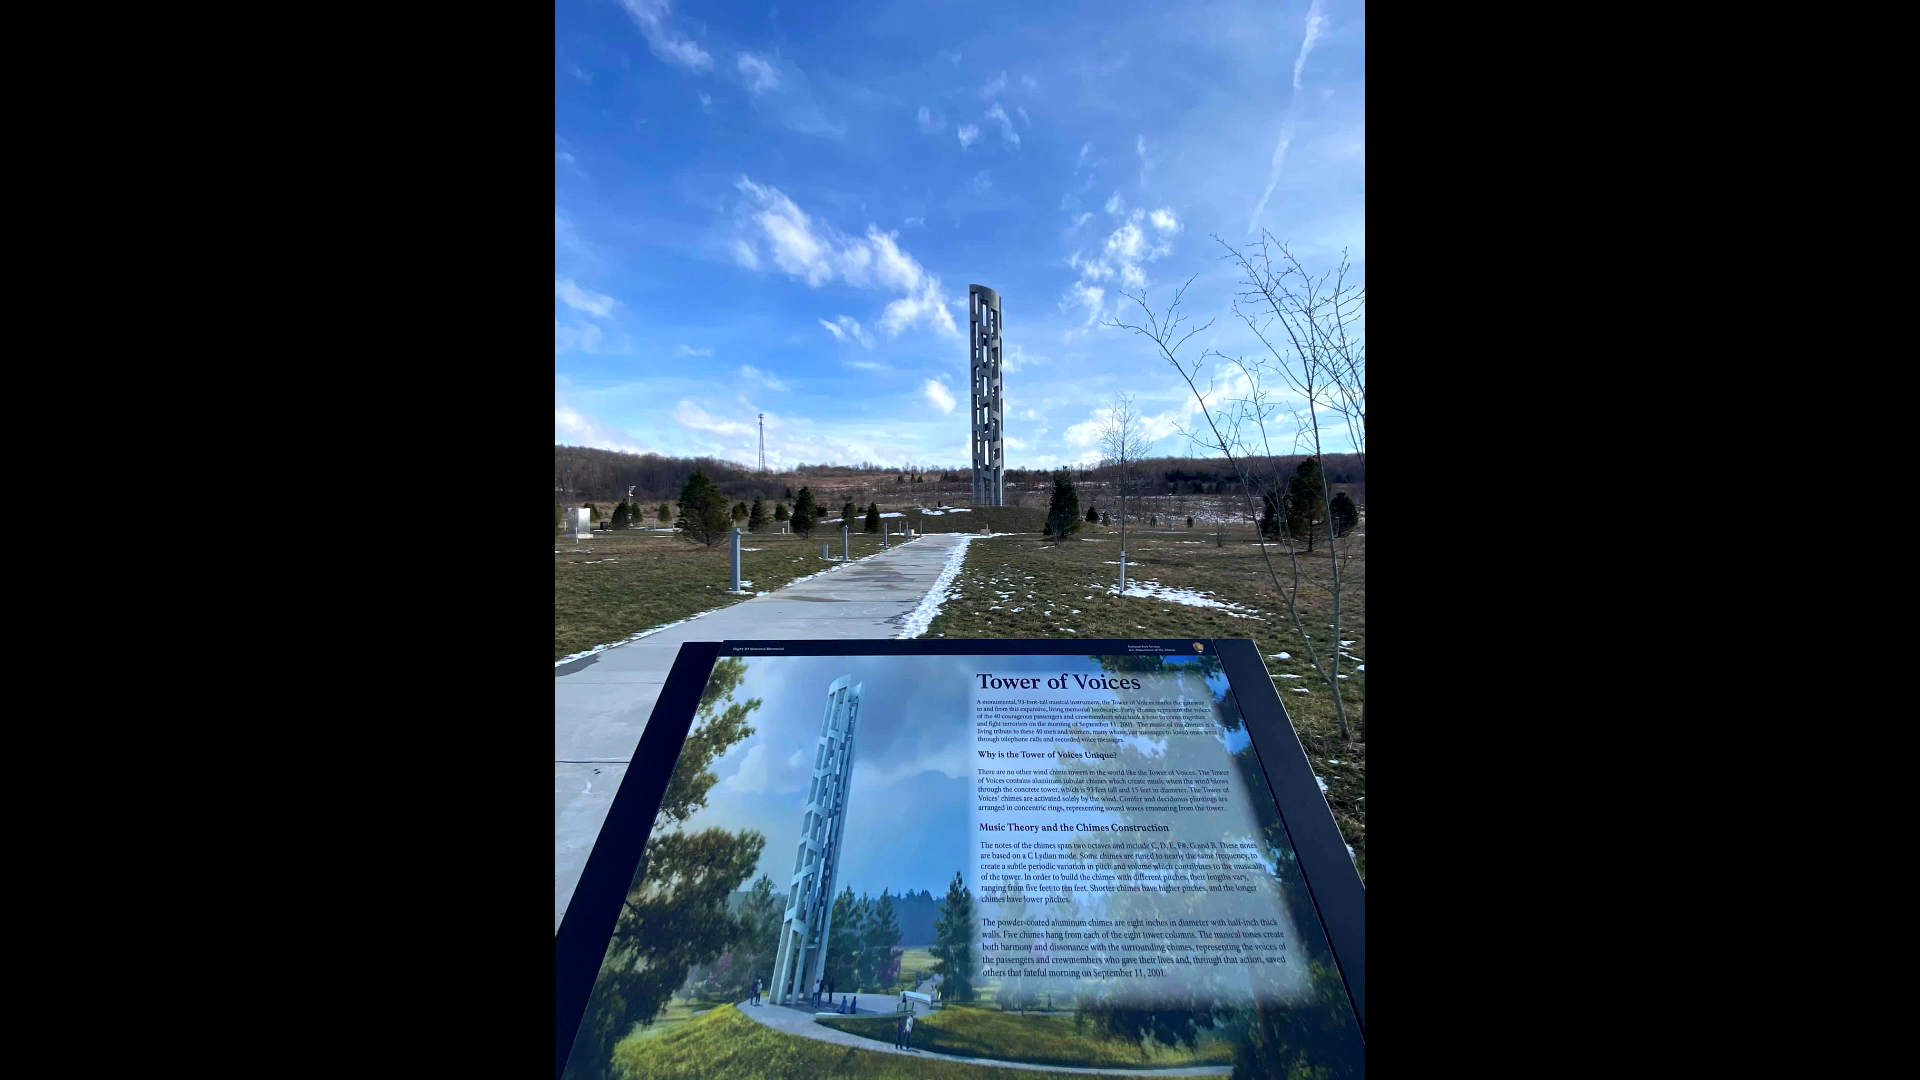 Flight 93 National Memorial
National Park Service
U.S. Department of the Interior
Tower of Voices
A monumental, 93-foot-tall musical instrument, the Tower of Voices marks the gateway
to and from this expansive, living memorial landscape. Forty chimes represent the voices
of the 40 courageous passengers and crewmembers who took a vote to come together
and fight terrorism on the morning of September 11, 2001. The music of the chimes is a
living tribute to these 40 men and women, many whose last messages to loved ones were
through telephone calls and recorded voice messages.
Why is the Tower of Voices Unique?
There are no other wind chime towers in the world like the Tower of Voices. The Tower
of Voices contains aluminum tubular chimes which create music when the wind blows
through the concrete tower, which is 93 feet tall and 15 feet in diameter. The Tower of
Voices' chimes are activated solely by the wind. Conifer and deciduous plantings are
arranged in concentric rings, representing sound waves emanating from the tower.
Music Theory and the Chimes Construction
The notes of the chimes span two octaves and include C, D, E, F#, G and B. These notes
are based on a C Lydian mode. Some chimes are tuned to nearly the same frequency, to
create a subtle periodic variation in pitch and volume which contributes to the musicality
of the tower. In order to build the chimes with different pitches, their lengths vary,
ranging from five feet to ten feet. Shorter chimes have higher pitches, and the longer
chimes have lower pitches.
The powder-coated aluminum chimes are eight inches in diameter with half-inch thick
walls. Five chimes hang from each of the eight tower columns. The musical tones create
both harmony and dissonance with the surrounding chimes, representing the voices of
the passengers and crewmembers who gave their lives and, through that action, saved
others that fateful morning on September 11, 2001.